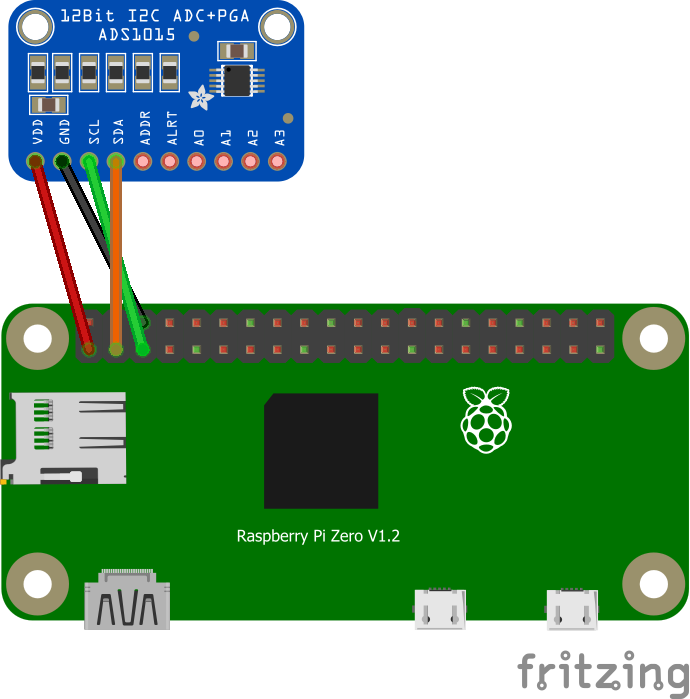 12Bit I2C ADC+PGA
ADS1015
VDD
GND
SCL
SDA
ADDR
ALRT
A0
A1
A2
A3
Raspberry Pi Zero V1.2
fritzing